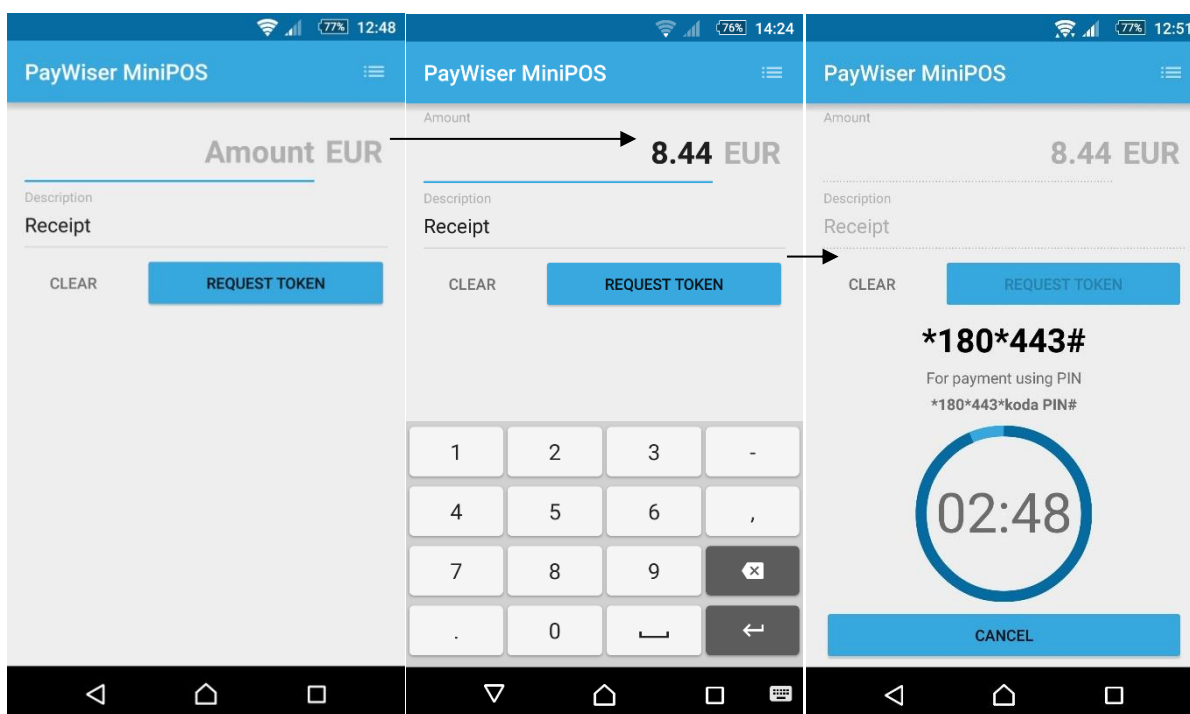 77% 12:48
PayWiser MiniPOS
Amount EUR
Description
Receipt
CLEAR REQUEST TOKEN
76% 14:24
PayWiser MiniPOS
Amount
8.44 EUR
Description
Receipt
CLEAR REQUEST TOKEN
1 2 3 -
4 5 6 ,
7 8 9
. 0
77% 12:51
PayWiser MiniPOS
Amount
8.44 EUR
Description
Receipt
CLEAR REQUEST TOKEN
*180*443#
For payment using PIN
*180*443*koda PIN#
02:48
CANCEL